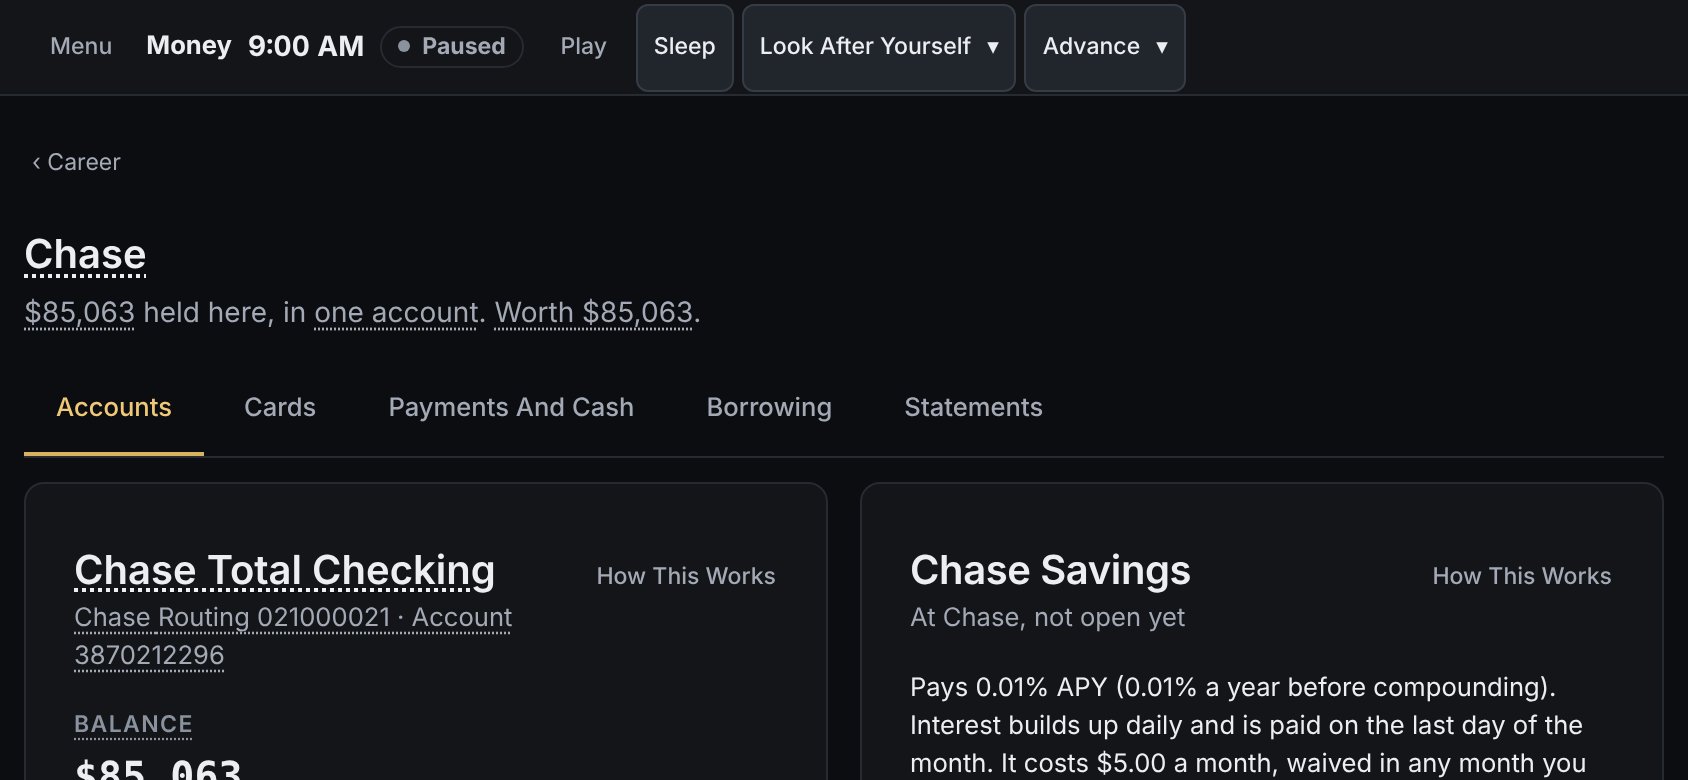 Menu Money 9:00 AM Paused Play Sleep Look After Yourself ▾ Advance ▾
‹ Career
Chase
$85,063 held here, in one account. Worth $85,063.
Accounts Cards Payments And Cash Borrowing Statements
Chase Total Checking How This Works
Chase Routing 021000021 · Account
3870212296
BALANCE
$85,063
Chase Savings How This Works
At Chase, not open yet
Pays 0.01% APY (0.01% a year before compounding).
Interest builds up daily and is paid on the last day of the
month. It costs $5.00 a month, waived in any month you